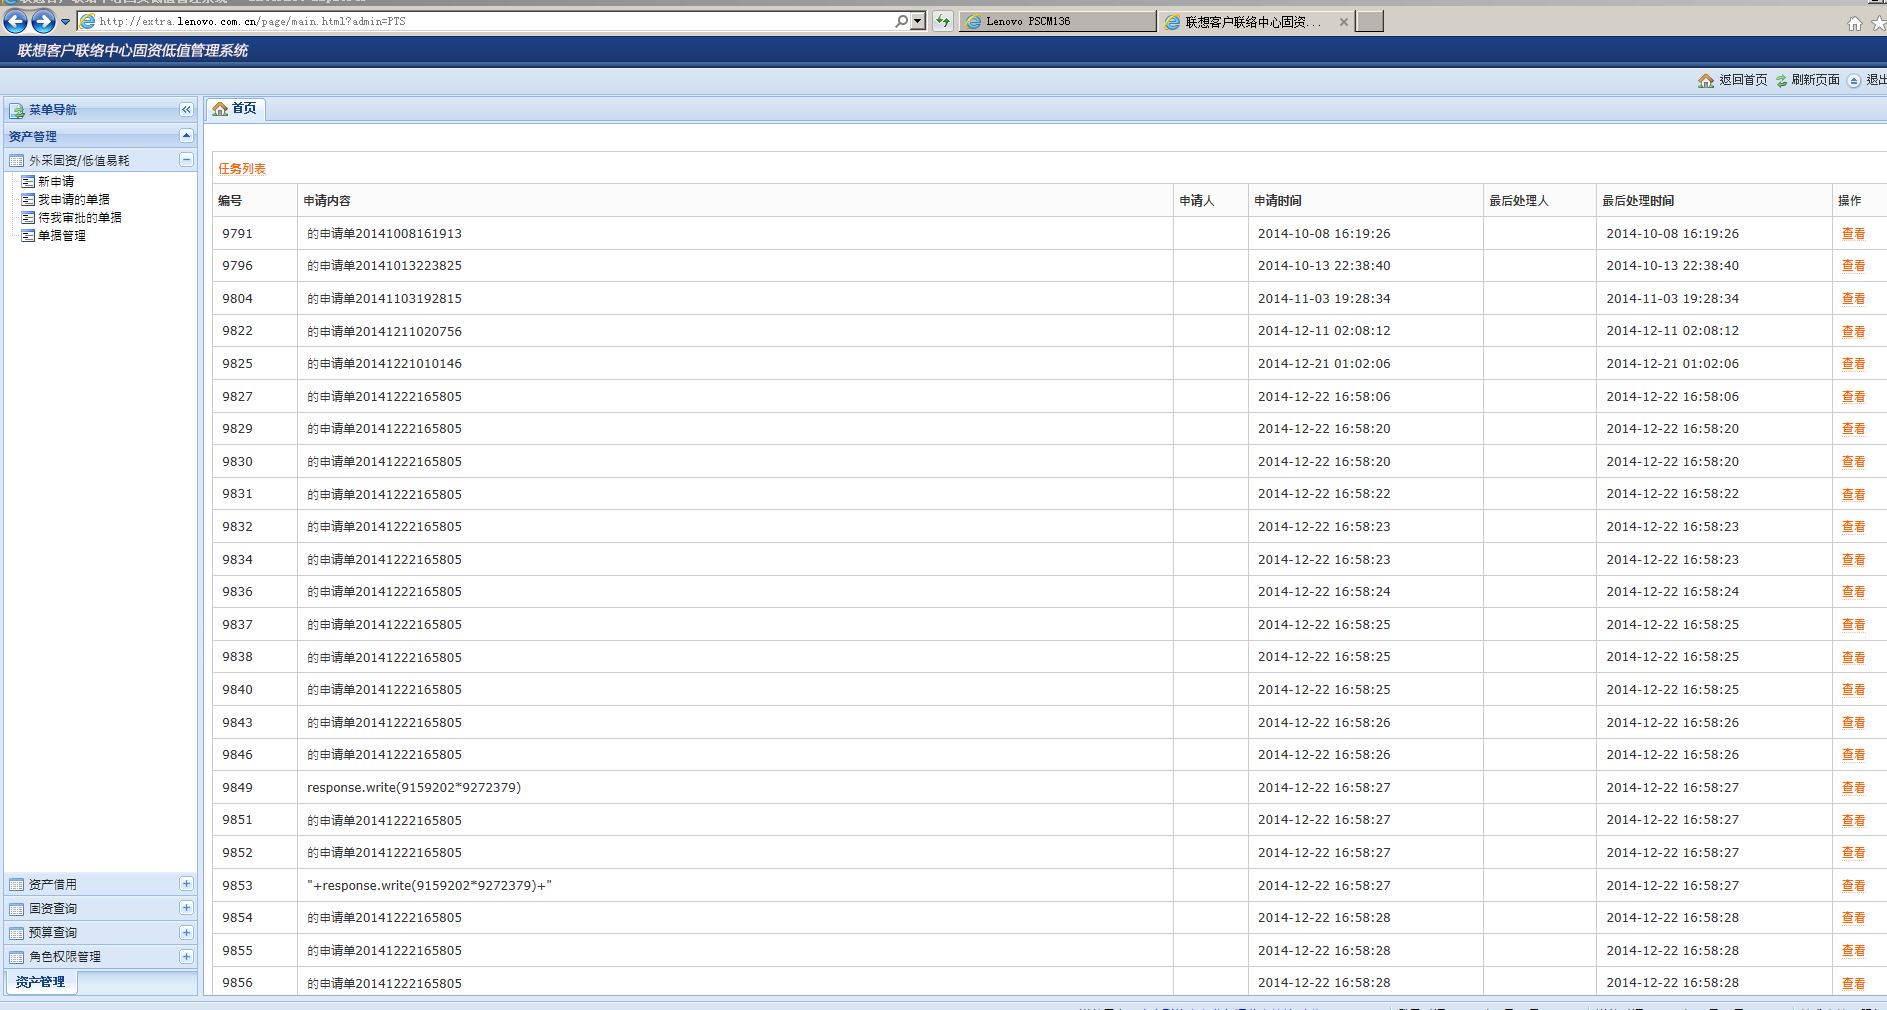 http://extra.lenovo.com.cn/page/main.html?admin=PTS
Lenovo PSCM136
联想客户联络中心固资...
联想客户联络中心固资低值管理系统
返回首页 刷新页面 退出
菜单导航
首页
资产管理
外采固资/低值易耗
新申请
我申请的单据
待我审批的单据
单据管理
资产借用
固资查询
预算查询
角色权限管理
资产管理
任务列表
编号 申请内容 申请人 申请时间 最后处理人 最后处理时间 操作
9791 的申请单20141008161913 2014-10-08 16:19:26 2014-10-08 16:19:26 查看
9796 的申请单20141013223825 2014-10-13 22:38:40 2014-10-13 22:38:40 查看
9804 的申请单20141103192815 2014-11-03 19:28:34 2014-11-03 19:28:34 查看
9822 的申请单20141211020756 2014-12-11 02:08:12 2014-12-11 02:08:12 查看
9825 的申请单20141221010146 2014-12-21 01:02:06 2014-12-21 01:02:06 查看
9827 的申请单20141222165805 2014-12-22 16:58:06 2014-12-22 16:58:06 查看
9829 的申请单20141222165805 2014-12-22 16:58:20 2014-12-22 16:58:20 查看
9830 的申请单20141222165805 2014-12-22 16:58:20 2014-12-22 16:58:20 查看
9831 的申请单20141222165805 2014-12-22 16:58:22 2014-12-22 16:58:22 查看
9832 的申请单20141222165805 2014-12-22 16:58:23 2014-12-22 16:58:23 查看
9834 的申请单20141222165805 2014-12-22 16:58:23 2014-12-22 16:58:23 查看
9836 的申请单20141222165805 2014-12-22 16:58:24 2014-12-22 16:58:24 查看
9837 的申请单20141222165805 2014-12-22 16:58:25 2014-12-22 16:58:25 查看
9838 的申请单20141222165805 2014-12-22 16:58:25 2014-12-22 16:58:25 查看
9840 的申请单20141222165805 2014-12-22 16:58:25 2014-12-22 16:58:25 查看
9843 的申请单20141222165805 2014-12-22 16:58:26 2014-12-22 16:58:26 查看
9846 的申请单20141222165805 2014-12-22 16:58:26 2014-12-22 16:58:26 查看
9849 response.write(9159202*9272379) 2014-12-22 16:58:27 2014-12-22 16:58:27 查看
9851 的申请单20141222165805 2014-12-22 16:58:27 2014-12-22 16:58:27 查看
9852 的申请单20141222165805 2014-12-22 16:58:27 2014-12-22 16:58:27 查看
9853 "+response.write(9159202*9272379)+" 2014-12-22 16:58:27 2014-12-22 16:58:27 查看
9854 的申请单20141222165805 2014-12-22 16:58:28 2014-12-22 16:58:28 查看
9855 的申请单20141222165805 2014-12-22 16:58:28 2014-12-22 16:58:28 查看
9856 的申请单20141222165805 2014-12-22 16:58:28 2014-12-22 16:58:28 查看